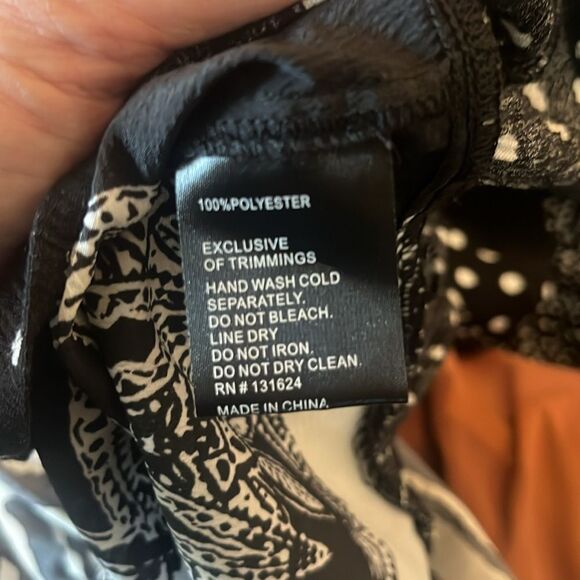 100%POLYESTER
EXCLUSIVE
OF TRIMMINGS
HAND WASH COLD
SEPARATELY.
DO NOT BLEACH.
LINE DRY
DO NOT IRON.
DO NOT DRY CLEAN.
RN # 131624
MADE IN CHINA